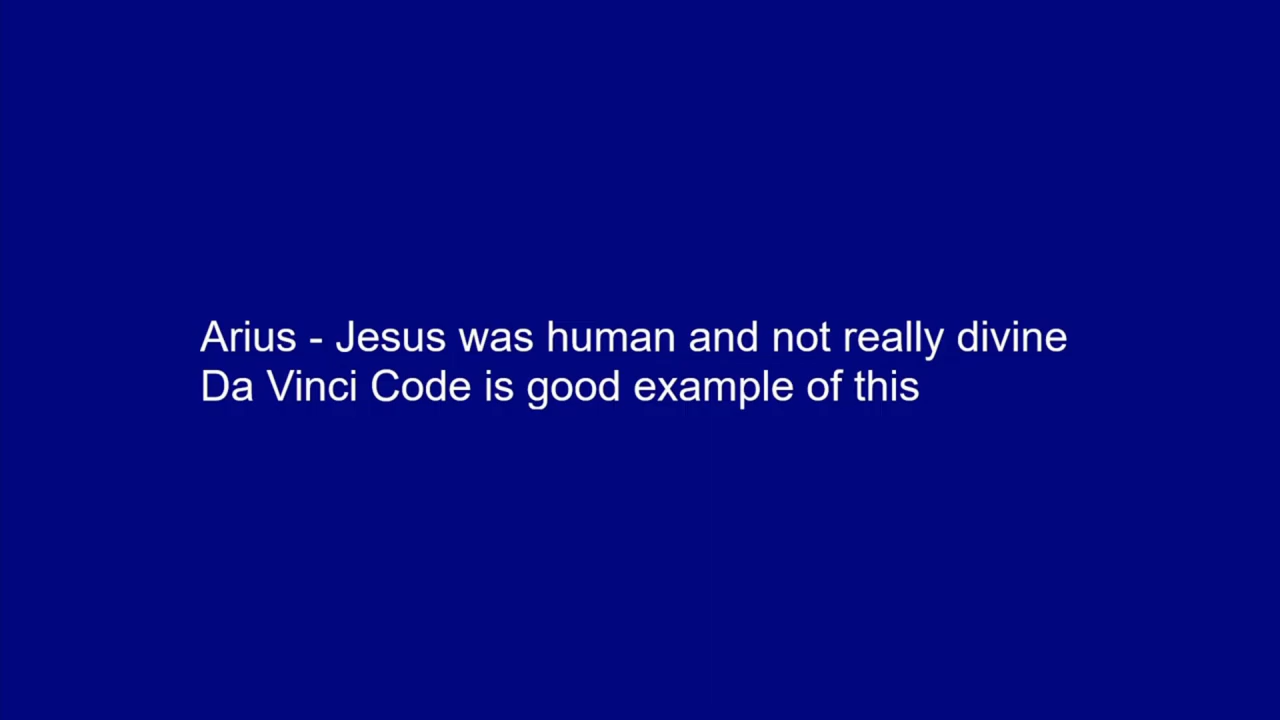 Arius - Jesus was human and not really divine
Da Vinci Code is good example of this